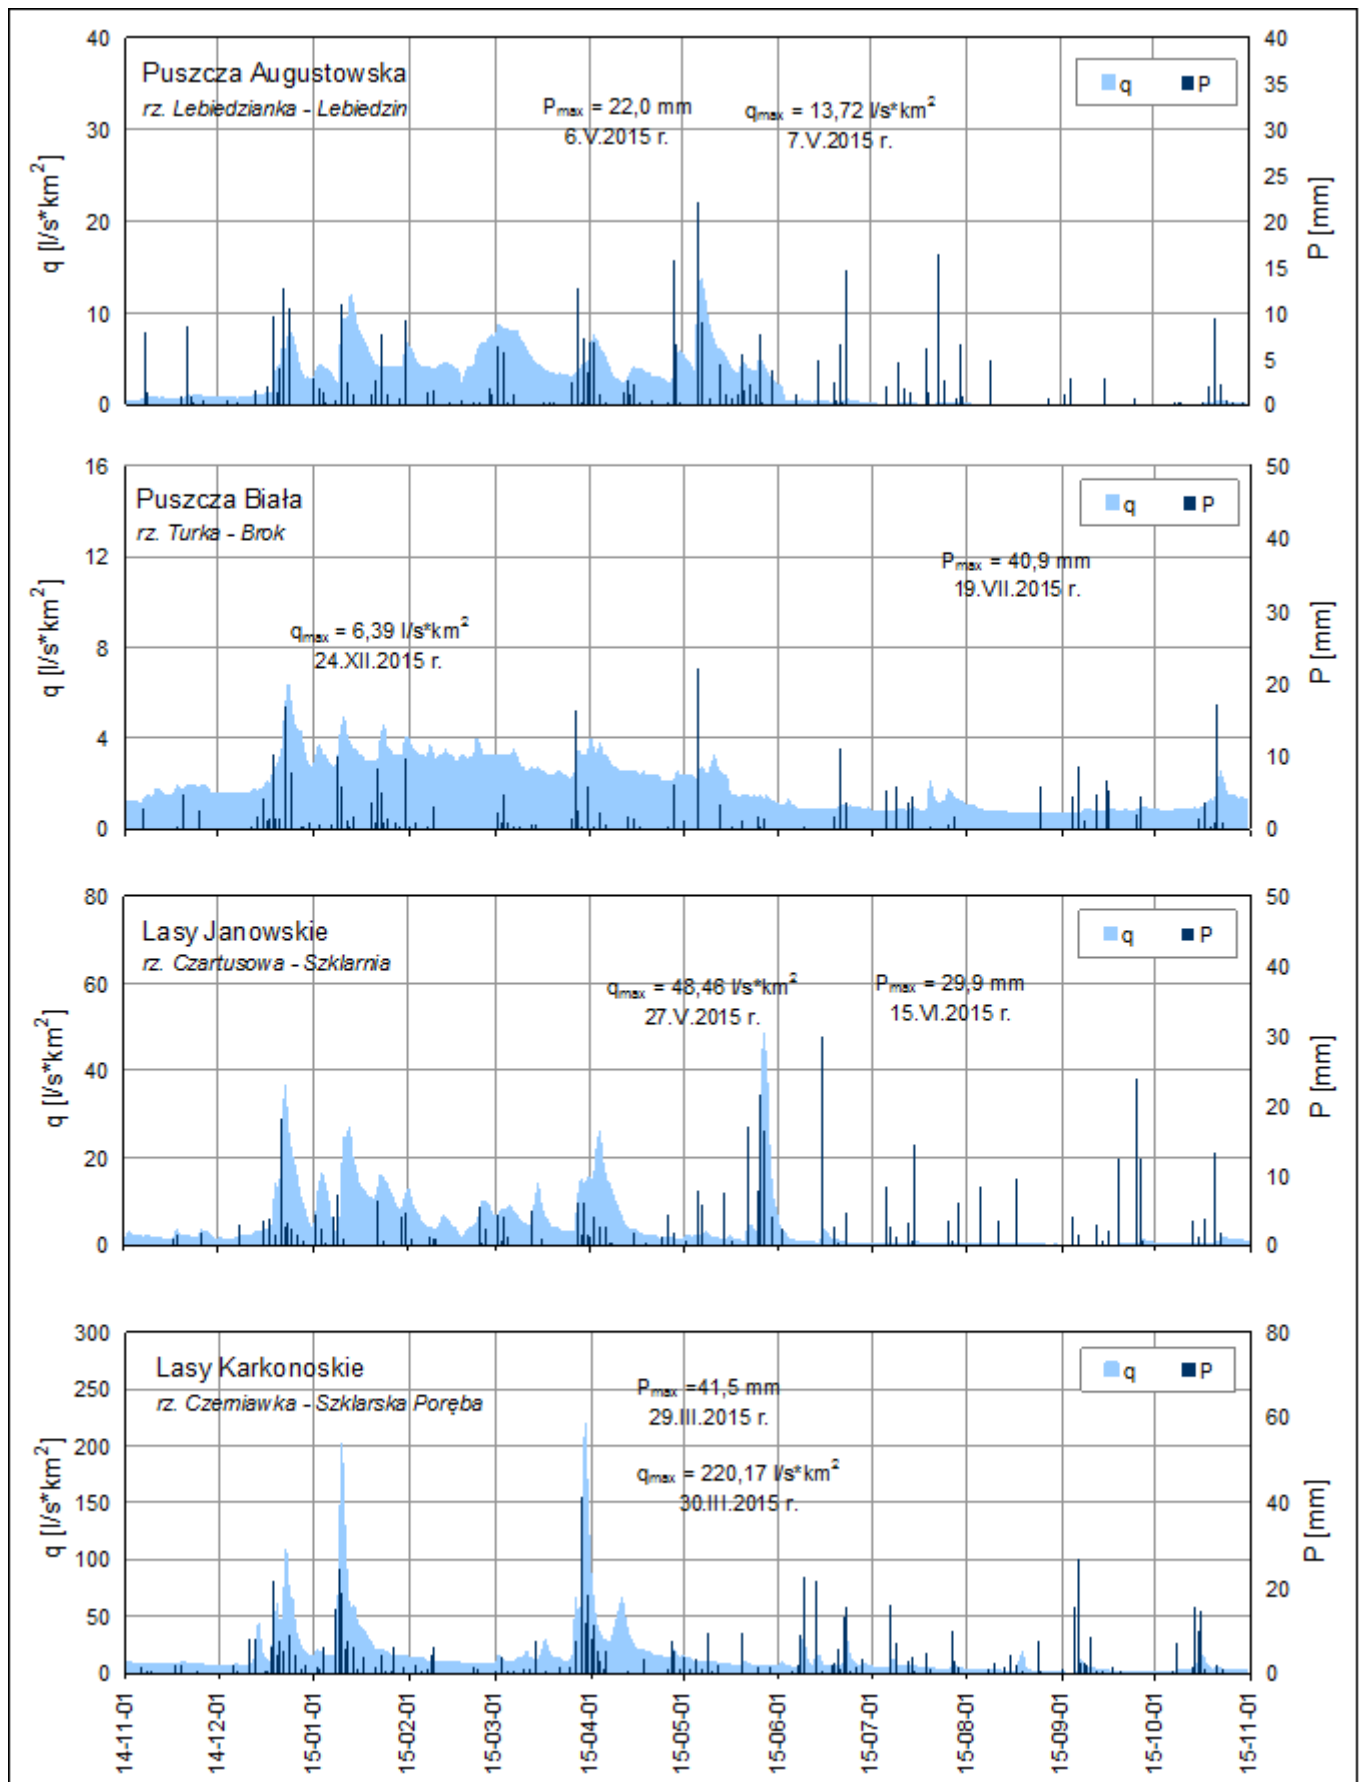 40
30
20
10
0
q [l/s*km²]
Puszcza Augustowska
rz. Lebiedzianka - Lebiedzin
Pmax = 22,0 mm
6.V.2015 r.
qmax = 13,72 l/s*km²
7.V.2015 r.
q P
40
35
30
25
20
15
10
5
0
P [mm]
16
12
8
4
0
q [l/s*km²]
Puszcza Biała
rz. Turka - Brok
qmax = 6,39 l/s*km²
24.XII.2015 r.
Pmax = 40,9 mm
19.VII.2015 r.
q P
50
40
30
20
10
0
P [mm]
80
60
40
20
0
q [l/s*km²]
Lasy Janowskie
rz. Czartusowa - Szklarnia
qmax = 48,46 l/s*km²
27.V.2015 r.
Pmax = 29,9 mm
15.VI.2015 r.
q P
50
40
30
20
10
0
P [mm]
300
250
200
150
100
50
0
q [l/s*km²]
Lasy Karkonoskie
rz. Czerniawka - Szklarska Poręba
Pmax =41,5 mm
29.III.2015 r.
qmax = 220,17 l/s*km²
30.III.2015 r.
q P
80
60
40
20
0
P [mm]
14-11-01
14-12-01
15-01-01
15-02-01
15-03-01
15-04-01
15-05-01
15-06-01
15-07-01
15-08-01
15-09-01
15-10-01
15-11-01